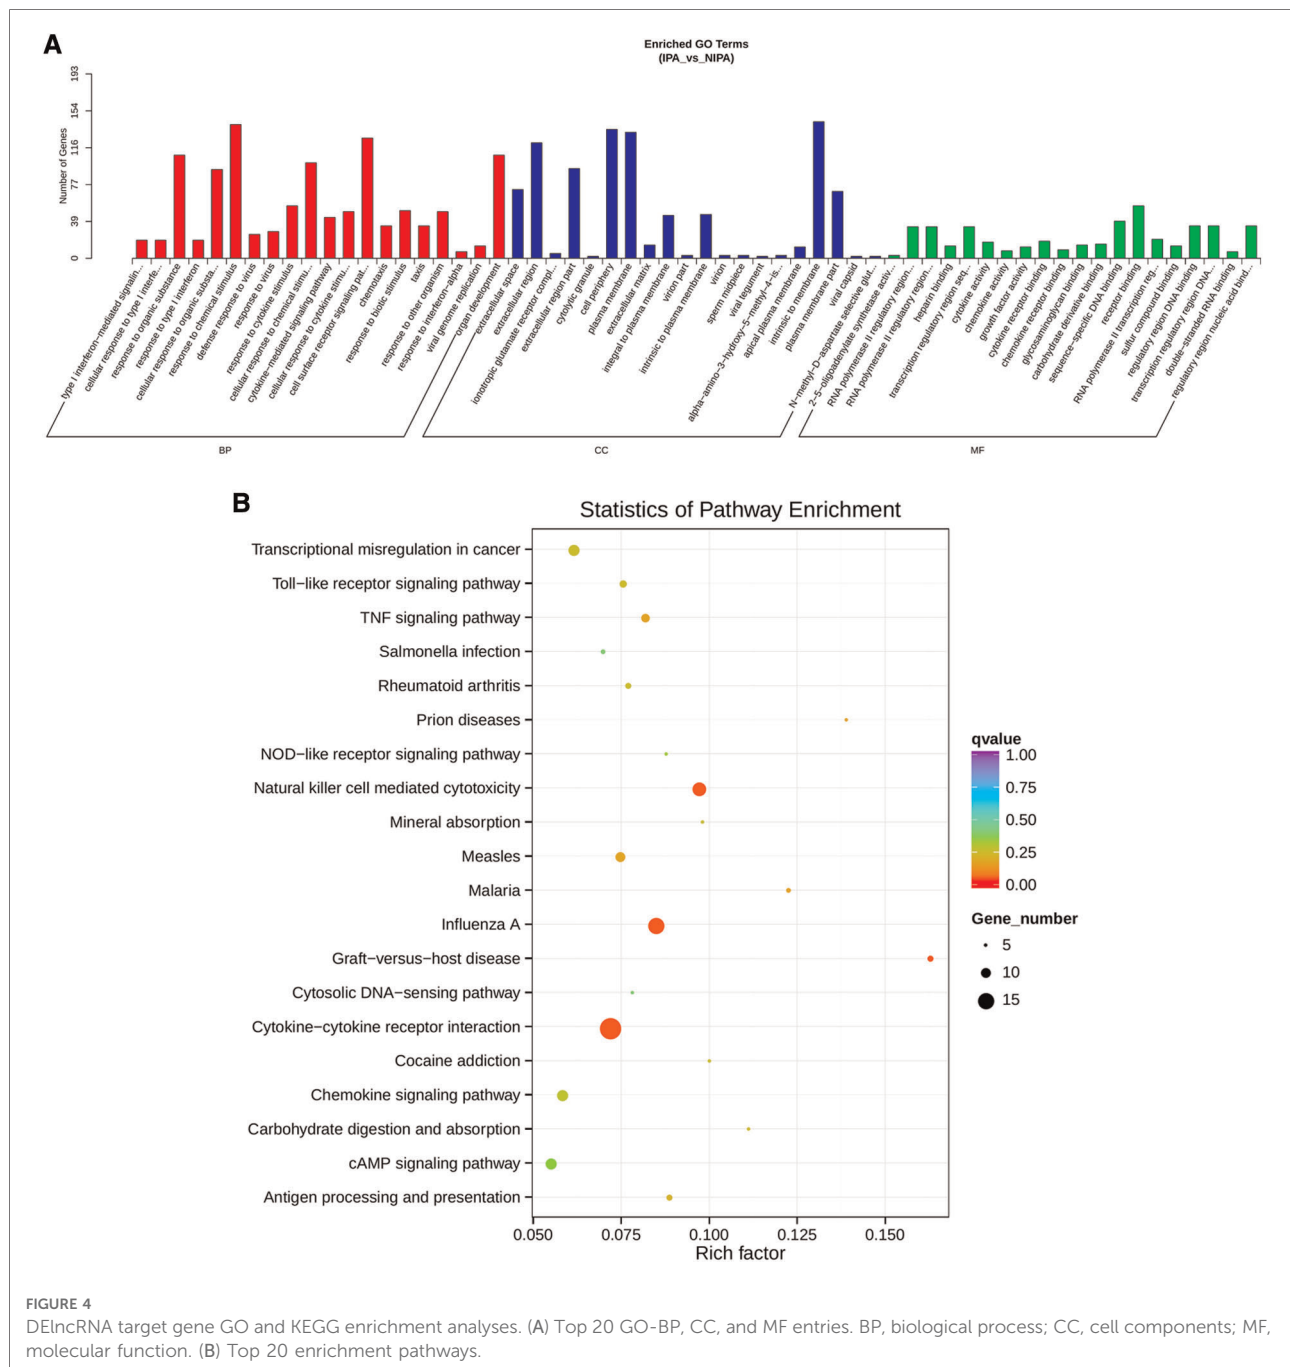 A
Enriched GO Terms
(IPA_vs_NIPA)
Number of Genes
193
154
116
77
39
0
type I interferon−mediated signalin...
cellular response to type I interfe...
response to organic substance
response to type I interferon
cellular response to organic substa...
response to chemical stimulus
defense response to virus
response to virus
response to cytokine stimulus
cellular response to chemical stimu...
cytokine−mediated signaling pathway
cellular response to cytokine stimu...
cell surface receptor signaling pat...
chemotaxis
response to biotic stimulus
taxis
response to other organism
response to interferon−alpha
viral genome replication
organ development
extracellular space
extracellular region
ionotropic glutamate receptor compl...
extracellular region part
cytolytic granule
cell periphery
plasma membrane
extracellular matrix
integral to plasma membrane
virion part
intrinsic to plasma membrane
virion
sperm midpiece
viral tegument
alpha−amino−3−hydroxy−5−methyl−4−is...
apical plasma membrane
intrinsic to membrane
plasma membrane part
viral capsid
N−methyl−D−aspartate selective glut...
2−5−oligoadenylate synthetase activ...
RNA polymerase II regulatory region...
RNA polymerase II regulatory region...
heparin binding
transcription regulatory region seq...
cytokine activity
chemokine activity
growth factor activity
cytokine receptor binding
chemokine receptor binding
glycosaminoglycan binding
carbohydrate derivative binding
sequence−specific DNA binding
receptor binding
RNA polymerase II transcription reg...
sulfur compound binding
regulatory region DNA binding
transcription regulatory region DNA...
double−stranded RNA binding
regulatory region nucleic acid bind...
BP
CC
MF
B
Statistics of Pathway Enrichment
Transcriptional misregulation in cancer
Toll−like receptor signaling pathway
TNF signaling pathway
Salmonella infection
Rheumatoid arthritis
Prion diseases
NOD−like receptor signaling pathway
Natural killer cell mediated cytotoxicity
Mineral absorption
Measles
Malaria
Influenza A
Graft−versus−host disease
Cytosolic DNA−sensing pathway
Cytokine−cytokine receptor interaction
Cocaine addiction
Chemokine signaling pathway
Carbohydrate digestion and absorption
cAMP signaling pathway
Antigen processing and presentation
0.050
0.075
0.100
0.125
0.150
Rich factor
qvalue
1.00
0.75
0.50
0.25
0.00
Gene_number
5
10
15
FIGURE 4
DElncRNA target gene GO and KEGG enrichment analyses. (A) Top 20 GO-BP, CC, and MF entries. BP, biological process; CC, cell components; MF,
molecular function. (B) Top 20 enrichment pathways.